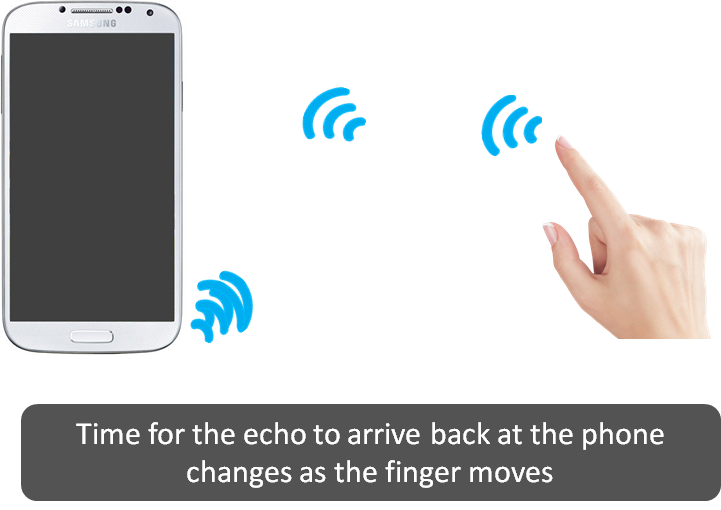 SAMSUNG
Time for the echo to arrive back at the phone
changes as the finger moves